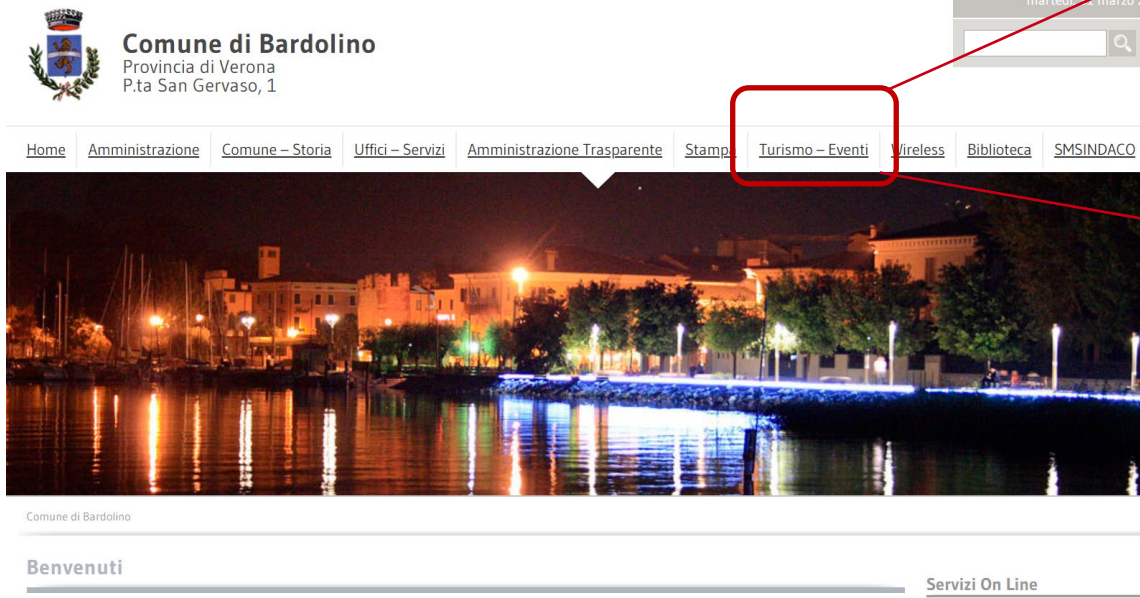 Comune di Bardolino
Provincia di Verona
P.ta San Gervaso, 1
Home Amministrazione Comune – Storia Uffici – Servizi Amministrazione Trasparente Stampa Turismo – Eventi Wireless Biblioteca SMSINDACO
Comune di Bardolino
Benvenuti
Servizi On Line